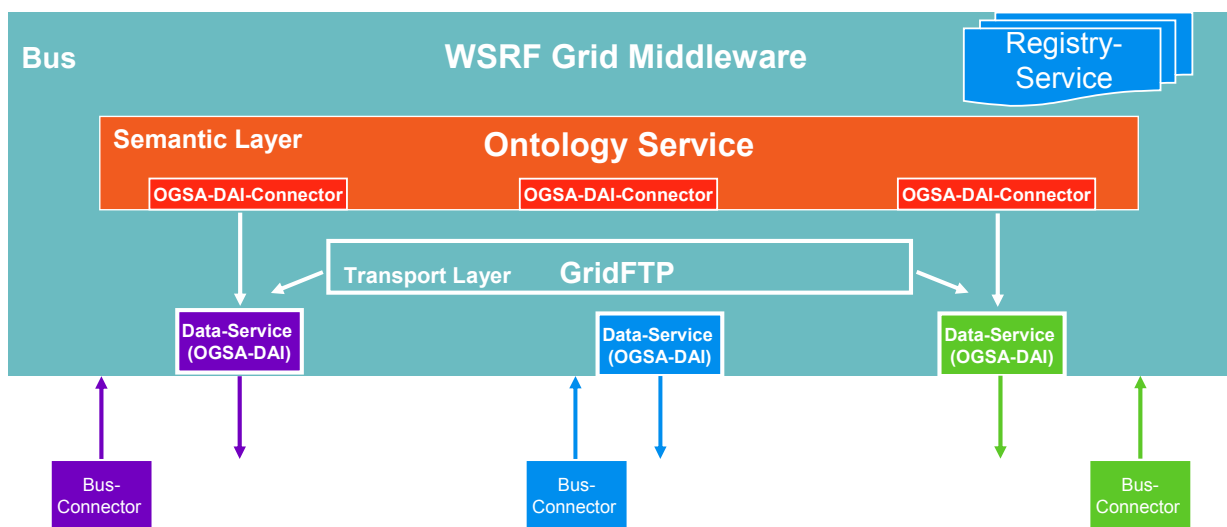 Bus
WSRF Grid Middleware
Registry-
Service
Semantic Layer
Ontology Service
OGSA-DAI-Connector
OGSA-DAI-Connector
OGSA-DAI-Connector
Transport Layer
GridFTP
Data-Service
(OGSA-DAI)
Data-Service
(OGSA-DAI)
Data-Service
(OGSA-DAI)
Bus-
Connector
Bus-
Connector
Bus-
Connector